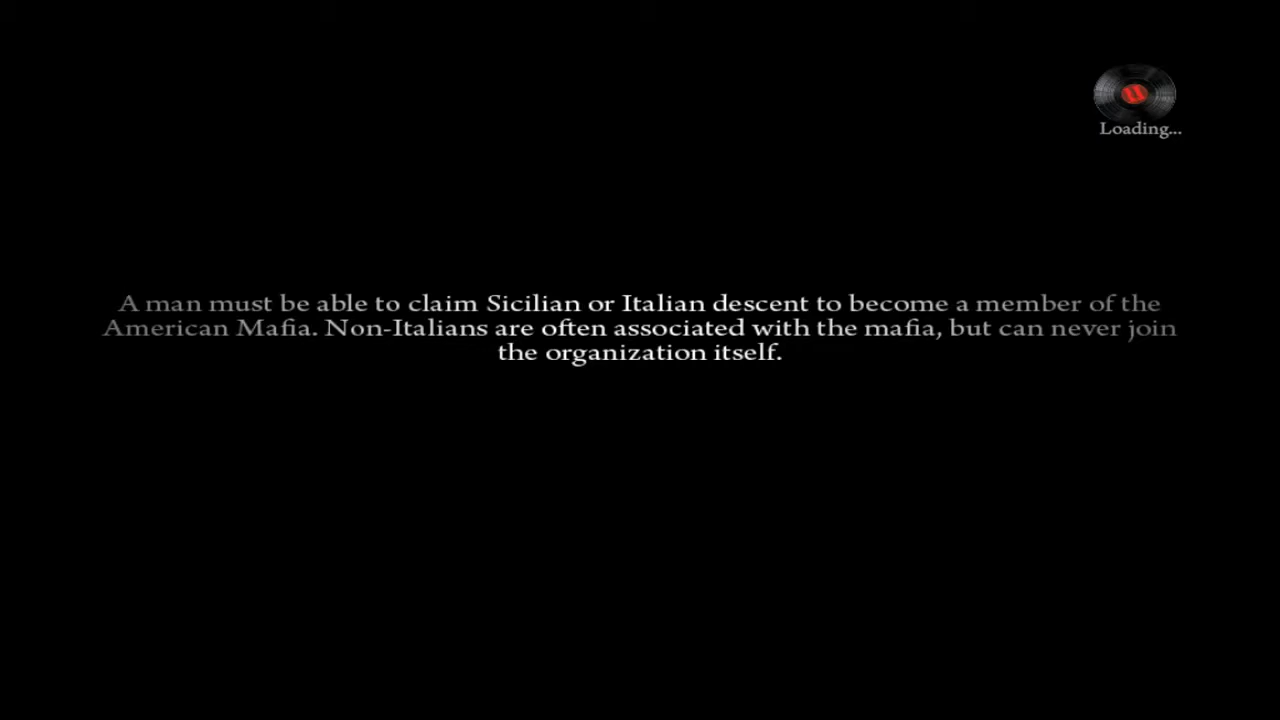 Loading...
A man must be able to claim Sicilian or Italian descent to become a member of the
American Mafia. Non-Italians are often associated with the mafia, but can never join
the organization itself.